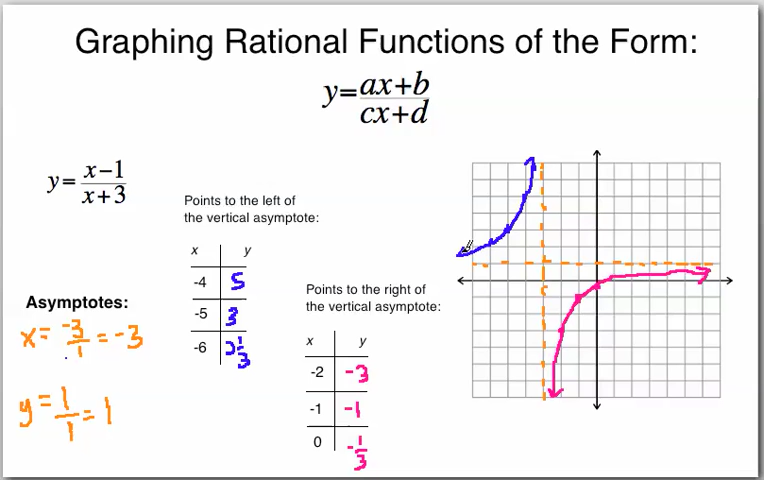 Graphing Rational Functions of the Form:
y=ax+b/cx+d
y=x−1/x+3
Points to the left of
the vertical asymptote:
x y
-4 5
-5 3
-6 2 1/3
Asymptotes:
x= -3/1 = -3
y= 1/1 = 1
Points to the right of
the vertical asymptote:
x y
-2 -3
-1 -1
0 -1/3